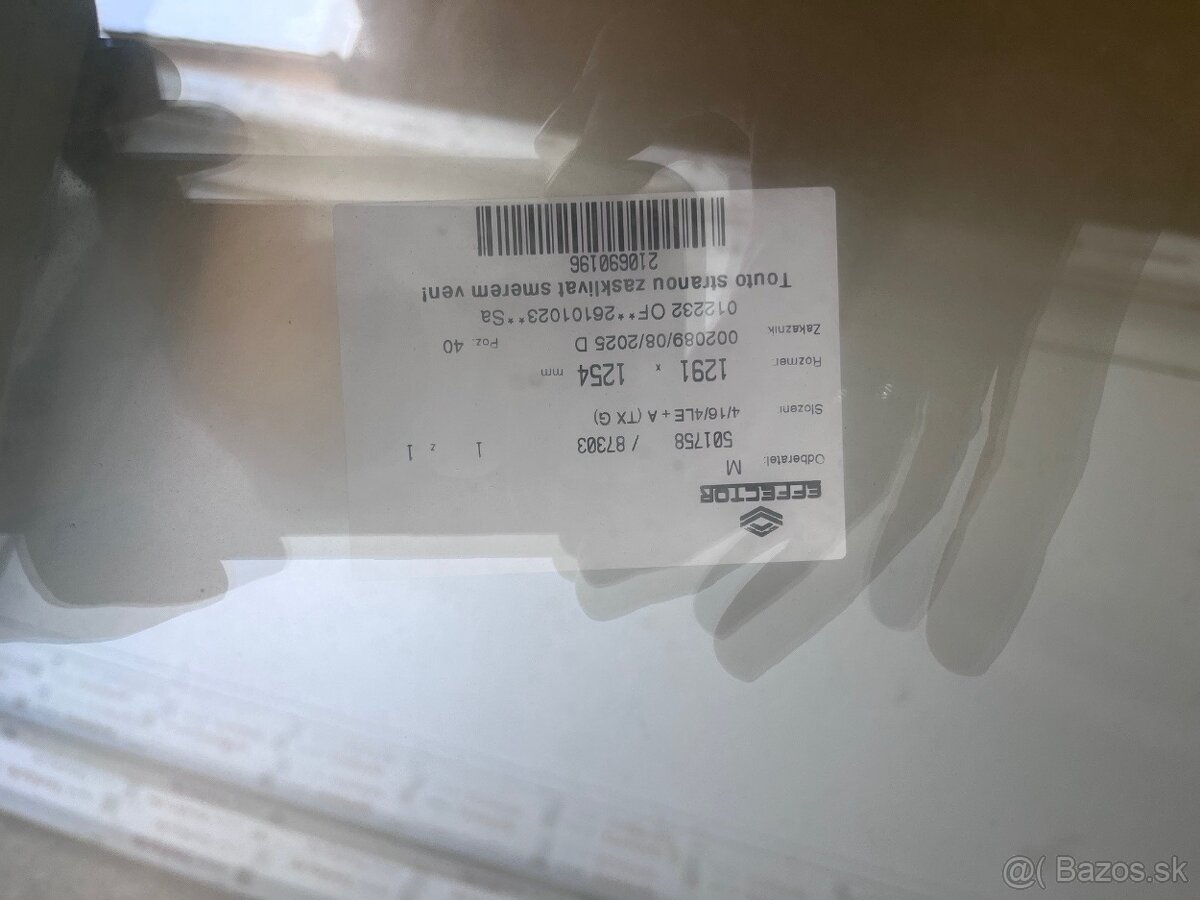 EFFECTOR
Odberatel: M
501758 / 87303 1 z 1
Slozeni 4/16/4LE + A (TX G)
Rozmer: 1291 x 1254 mm
Zakaznik 002089/08/2025 D Poz. 40
012232 OF**26101023*Sa
Touto stranou zasklivat smerem ven!
210690196
@( Bazos.sk